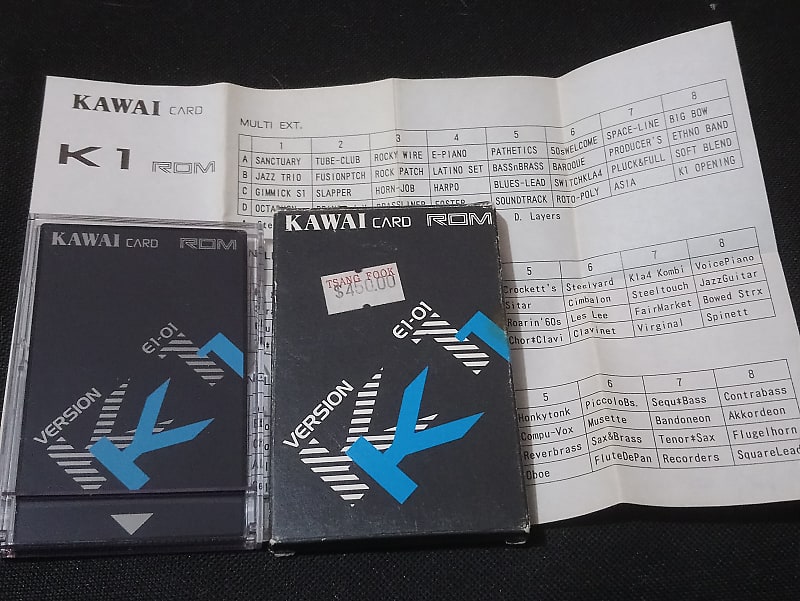 KAWAI CARD
K1 ROM
MULTI EXT.
1 2 3 4 5 6 7 8
A SANCTUARY TUBE-CLUB ROCKY WIRE E-PIANO PATHETICS 50sWELCOME SPACE-LINE BIG BOW
B JAZZ TRIO FUSIONPTCH ROCK PATCH LATINO SET BASSnBRASS BAROQUE PRODUCER'S ETHNO BAND
C GIMMICK S1 SLAPPER HORN-JOB HARPO BLUES-LEAD SWITCHKLA4 PLUCK&FULL SOFT BLEND
D SOUNDTRACK ROTO-POLY ASIA K1 OPENING
D. Layers
5 6 7 8
Crockett's Steelyard Kla4 Kombi VoicePiano
Sitar Cimbalon Steeltouch JazzGuitar
Roarin'60s Les Lee FairMarket Bowed Strx
Chor‡Clavi Clavinet Virginal Spinett
5 6 7 8
Honkytonk PiccoloBs. Sequ‡Bass Contrabass
Compu-Vox Musette Bandoneon Akkordeon
Reverbrass Sax&Brass Tenor‡Sax Flugelhorn
Oboe FluteDePan Recorders SquareLead
KAWAI CARD ROM
VERSION E1-01
K1
KAWAI CARD ROM
TSANG FOOK
$450.00
VERSION E1-01
K1